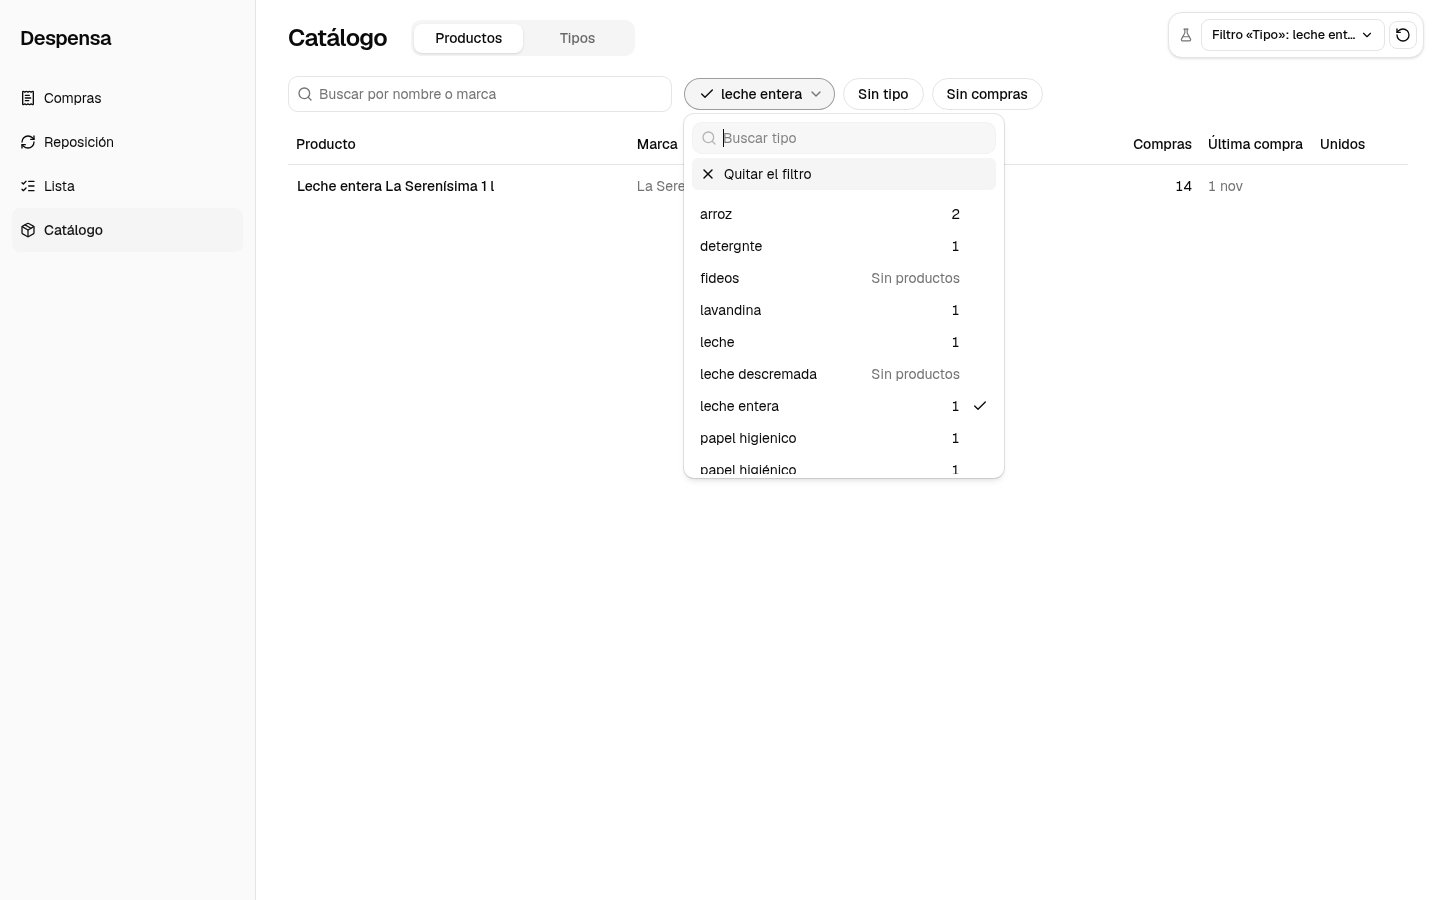 Despensa
Compras
Reposición
Lista
Catálogo
Catálogo
Productos
Tipos
Filtro «Tipo»: leche ent...
Buscar por nombre o marca
leche entera
Sin tipo
Sin compras
Producto
Marca
Compras
Última compra
Unidos
Leche entera La Serenísima 1 l
La Sere
14
1 nov
Buscar tipo
Quitar el filtro
arroz 2
detergnte 1
fideos Sin productos
lavandina 1
leche 1
leche descremada Sin productos
leche entera 1
papel higienico 1
papel higiénico 1